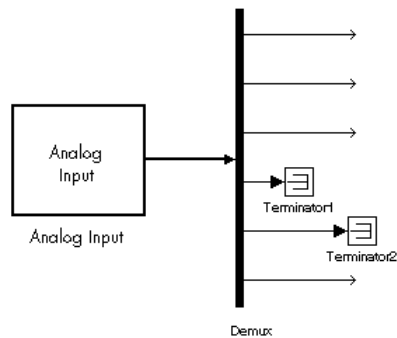 Analog
Input
Analog Input
Terminator1
Terminator2
Demux